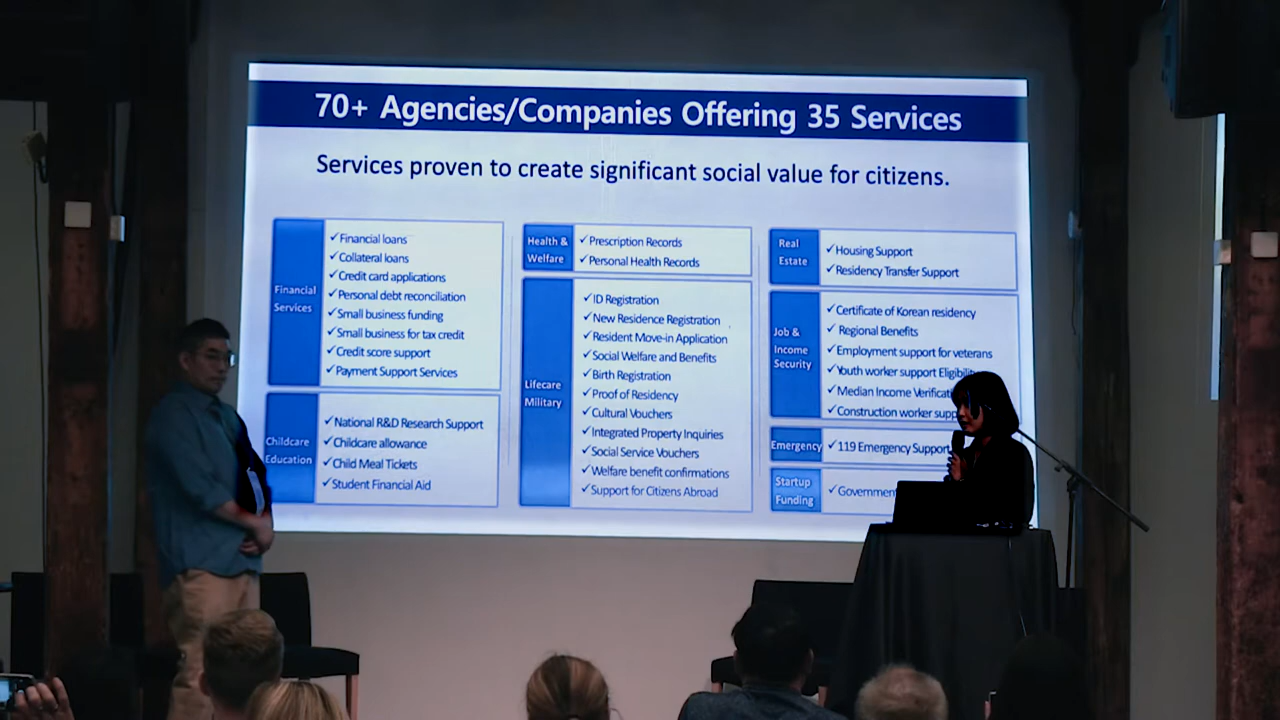 70+ Agencies/Companies Offering 35 Services
Services proven to create significant social value for citizens.
Financial
Services
✓Financial loans
✓Collateral loans
✓Credit card applications
✓Personal debt reconciliation
✓Small business funding
✓Small business for tax credit
✓Credit score support
✓Payment Support Services
Childcare
Education
✓National R&D Research Support
✓Childcare allowance
✓Child Meal Tickets
✓Student Financial Aid
Health &
Welfare
✓Prescription Records
✓Personal Health Records
Lifecare
Military
✓ID Registration
✓New Residence Registration
✓Resident Move-in Application
✓Social Welfare and Benefits
✓Birth Registration
✓Proof of Residency
✓Cultural Vouchers
✓Integrated Property Inquiries
✓Social Service Vouchers
✓Welfare benefit confirmations
✓Support for Citizens Abroad
Real
Estate
✓Housing Support
✓Residency Transfer Support
Job &
Income
Security
✓Certificate of Korean residency
✓Regional Benefits
✓Employment support for veterans
✓Youth worker support
✓Median Income
✓Construction worker
Emergency
✓119 Emergency Support
Startup
Funding